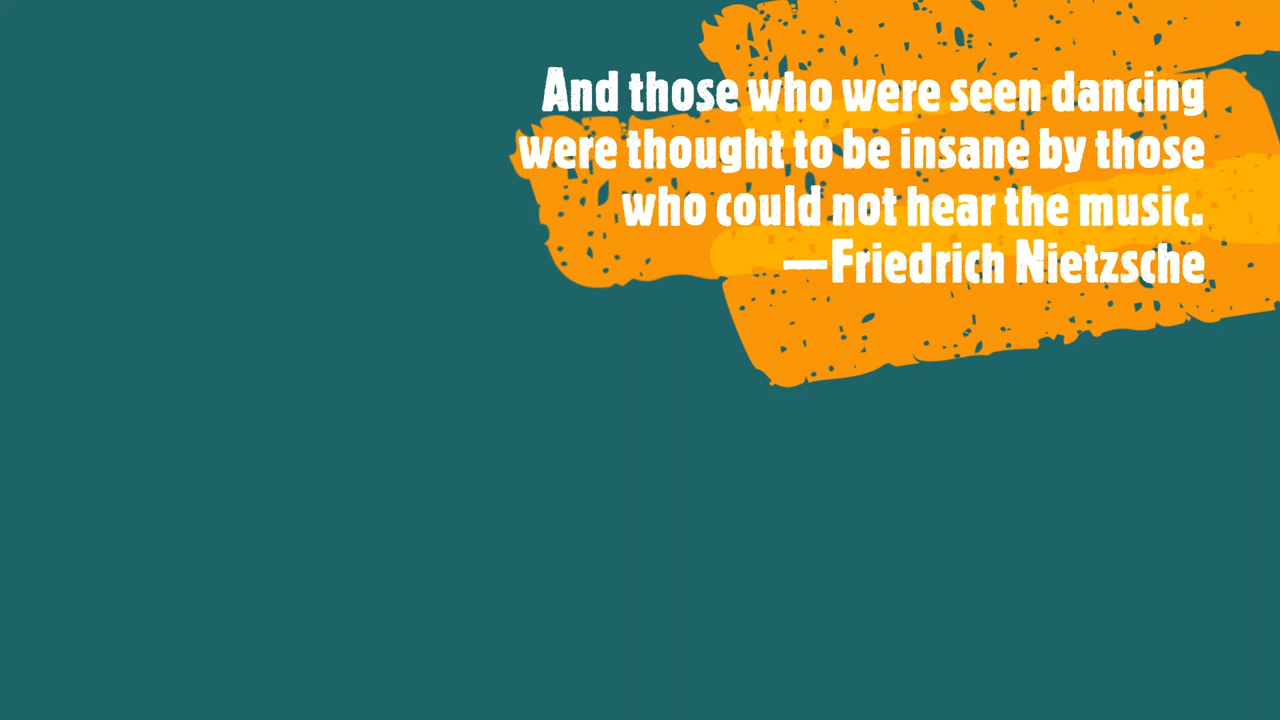 And those who were seen dancing
were thought to be insane by those
who could not hear the music.
—Friedrich Nietzsche